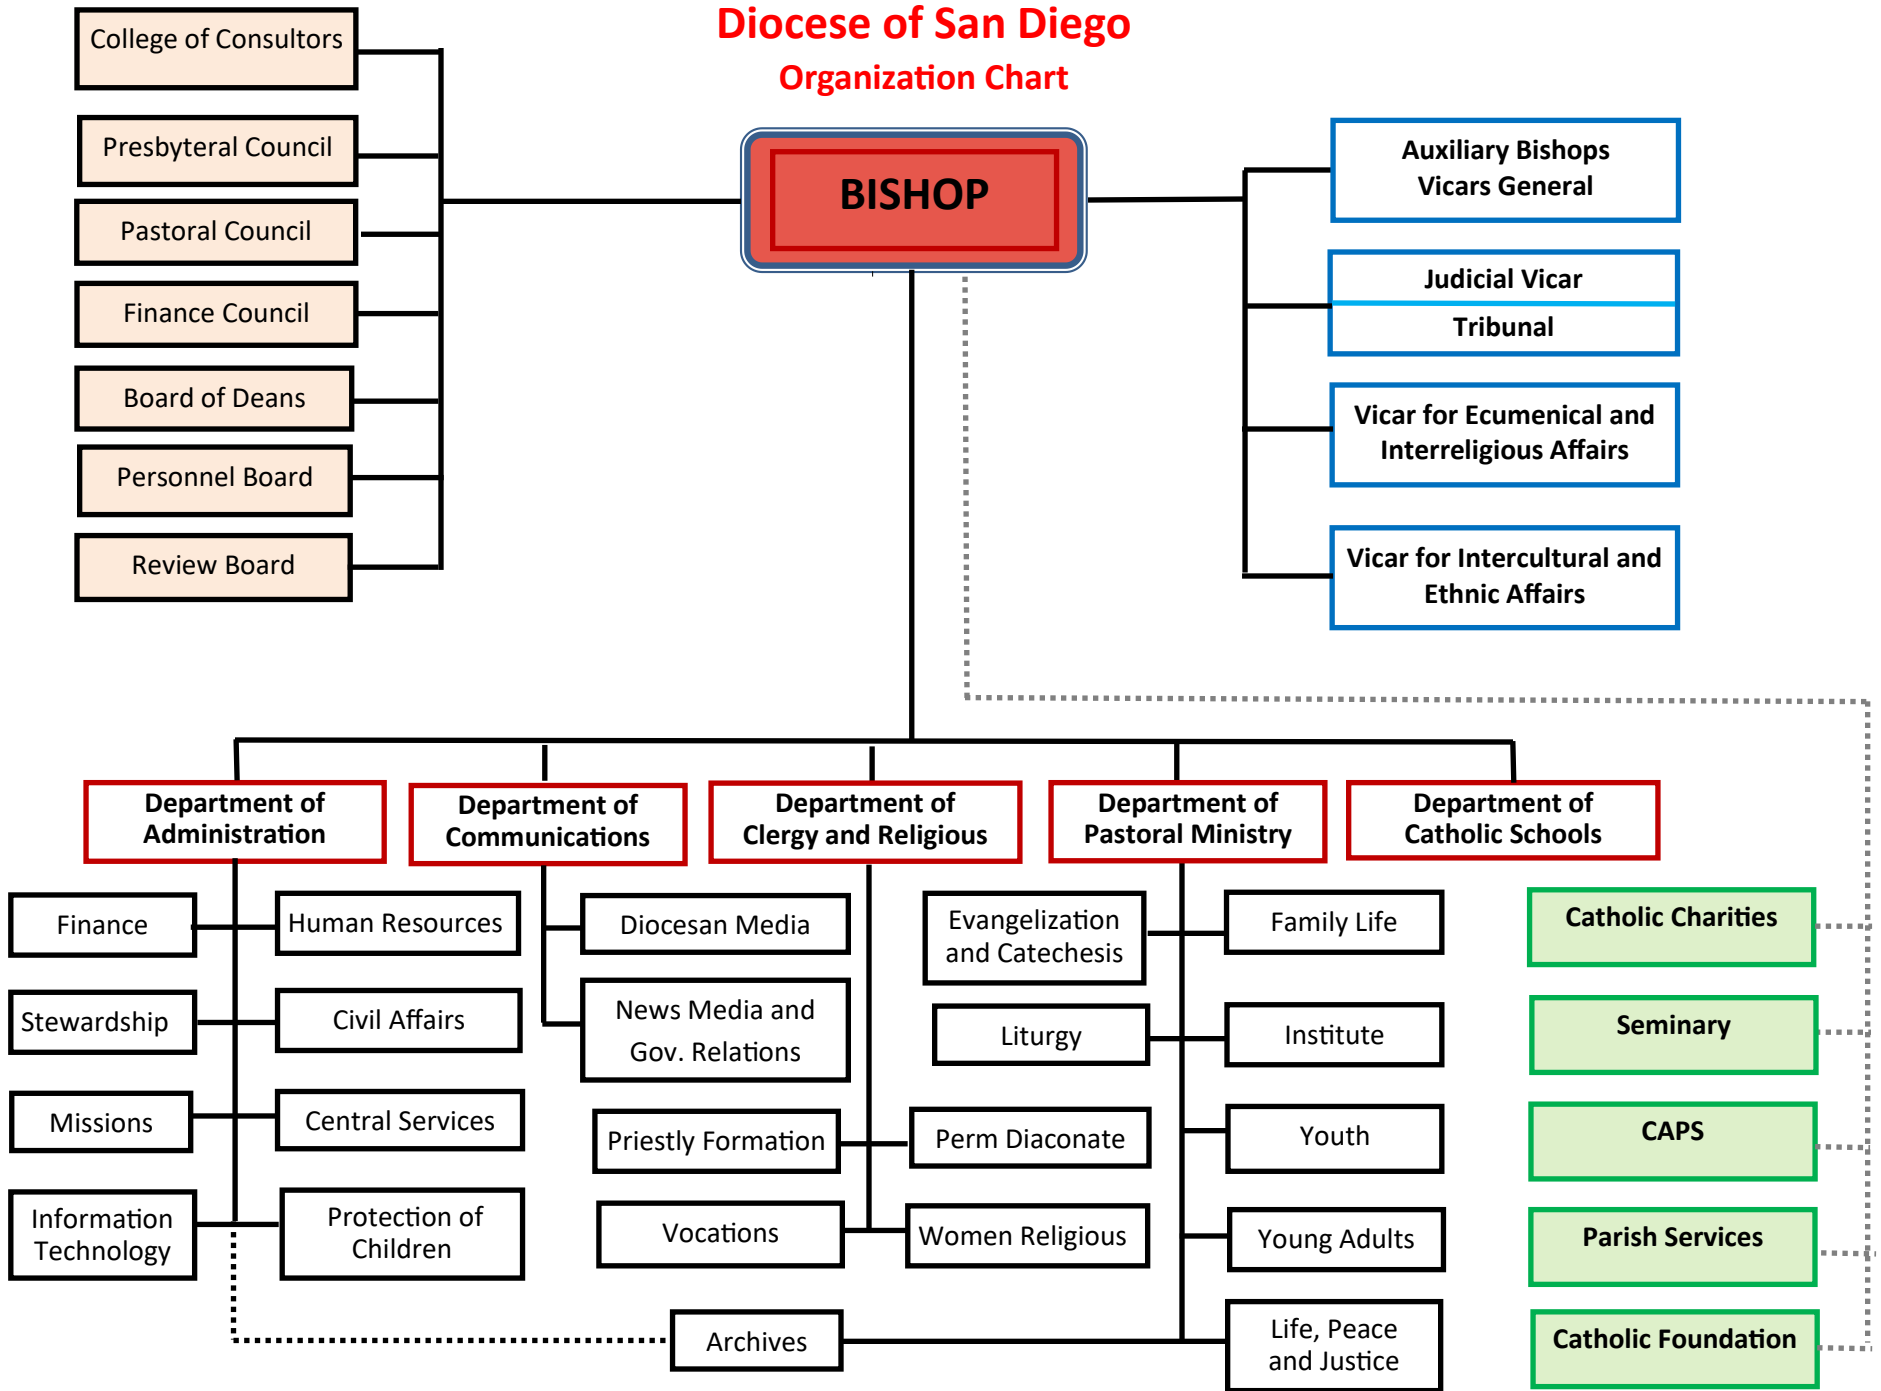 Diocese of San Diego
Organization Chart
College of Consultors
Presbyteral Council
Pastoral Council
Finance Council
Board of Deans
Personnel Board
Review Board
BISHOP
Auxiliary Bishops
Vicars General
Judicial Vicar
Tribunal
Vicar for Ecumenical and
Interreligious Affairs
Vicar for Intercultural and
Ethnic Affairs
Department of
Administration
Department of
Communications
Department of
Clergy and Religious
Department of
Pastoral Ministry
Department of
Catholic Schools
Finance
Human Resources
Stewardship
Civil Affairs
Missions
Central Services
Information
Technology
Protection of
Children
Diocesan Media
News Media and
Gov. Relations
Priestly Formation
Perm Diaconate
Vocations
Women Religious
Archives
Evangelization
and Catechesis
Family Life
Liturgy
Institute
Youth
Young Adults
Life, Peace
and Justice
Catholic Charities
Seminary
CAPS
Parish Services
Catholic Foundation